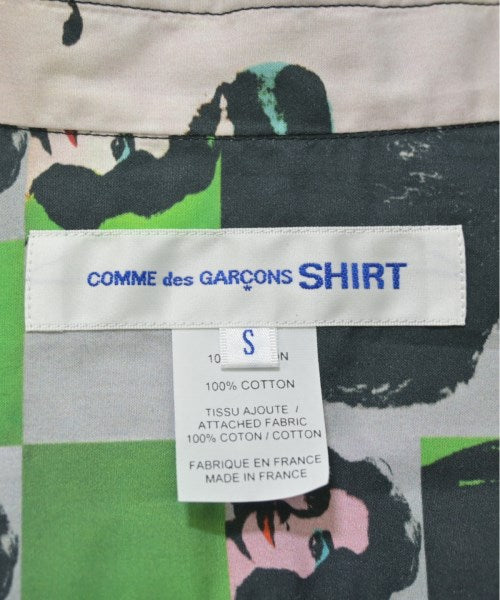 COMME des GARÇONS SHIRT
S
100% COTTON
TISSU AJOUTE /
ATTACHED FABRIC
100% COTON / COTTON
FABRIQUE EN FRANCE
MADE IN FRANCE